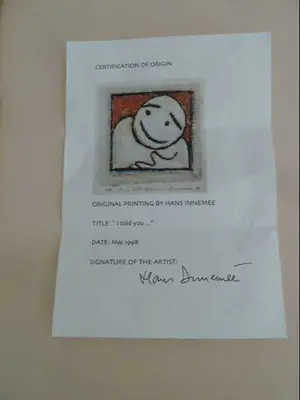 CERTIFICATION OF ORIGIN
ORIGINAL PRINTING BY HANS INNEMEE
TITLE: " I told you..."
DATE: Mai 1998
SIGNATURE OF THE ARTIST:
Hans Innemeé